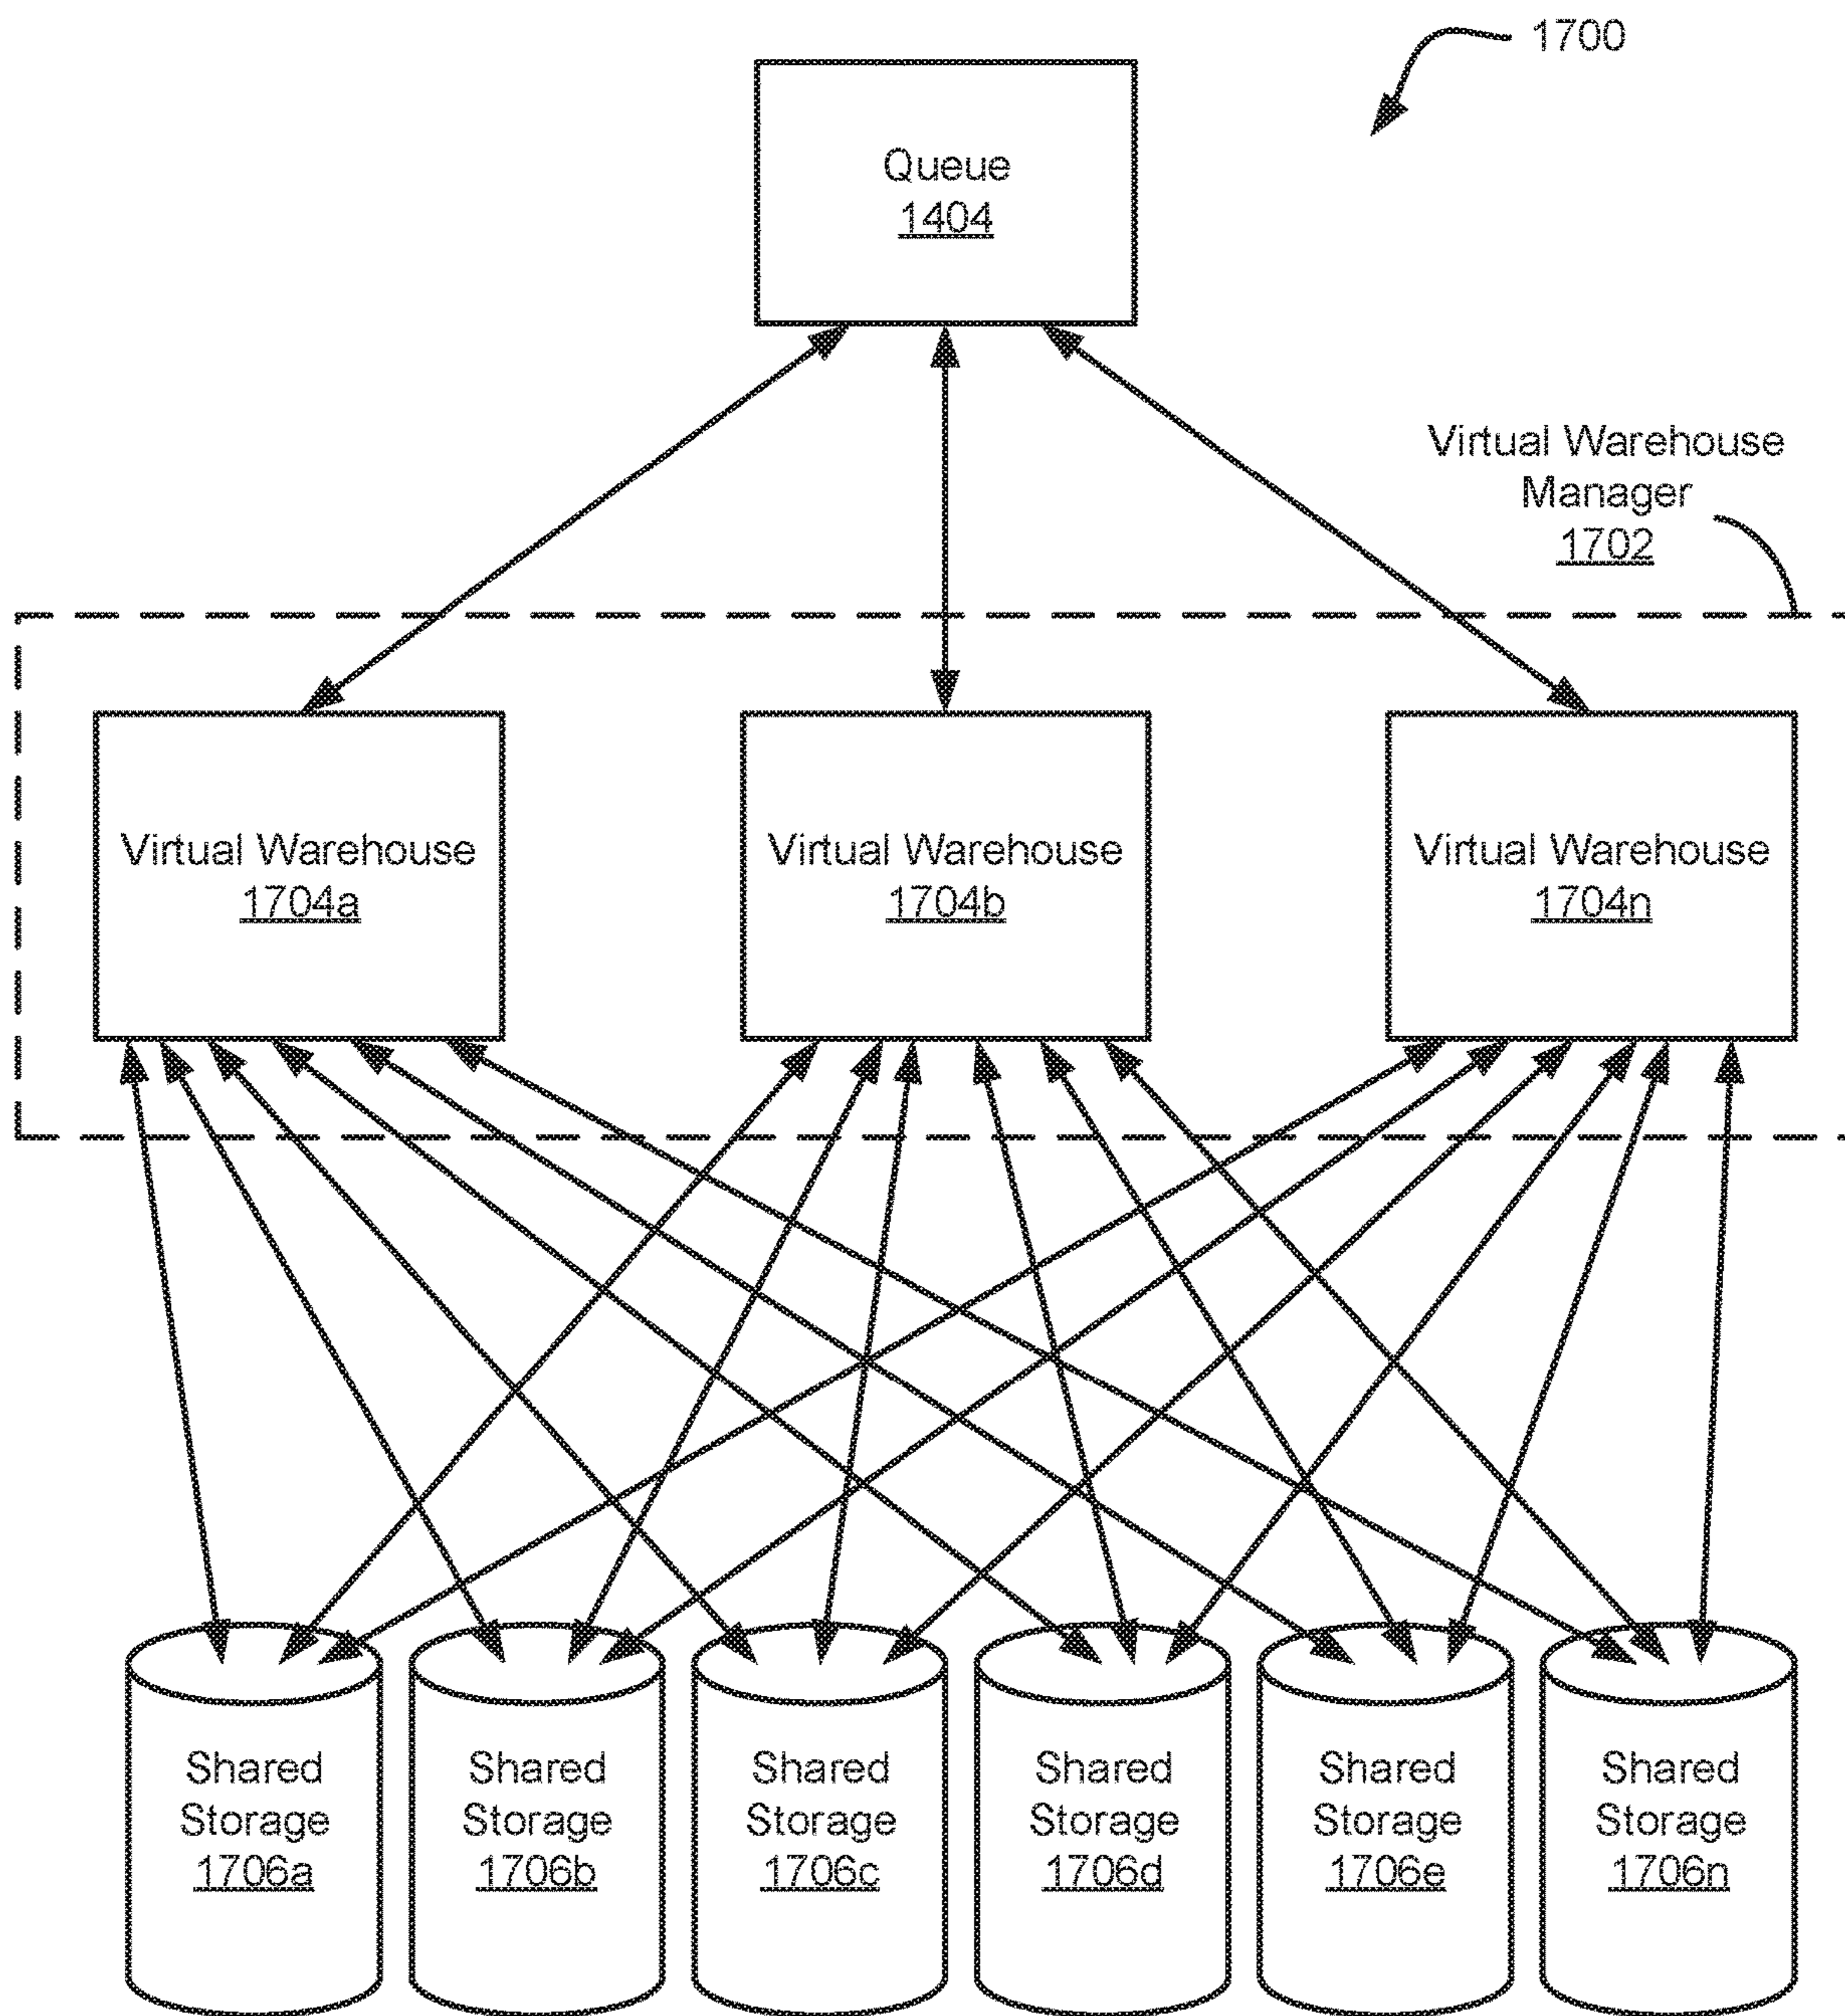 1700
Queue
1404
Virtual Warehouse
Manager
1702
Virtual Warehouse
1704a
Virtual Warehouse
1704b
Virtual Warehouse
1704n
Shared
Storage
1706a
Shared
Storage
1706b
Shared
Storage
1706c
Shared
Storage
1706d
Shared
Storage
1706e
Shared
Storage
1706n